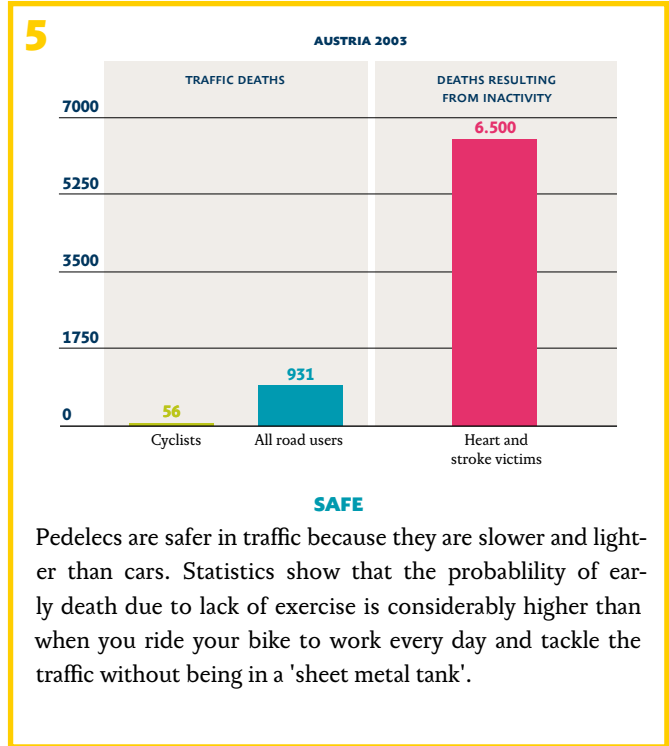 5
AUSTRIA 2003
TRAFFIC DEATHS
DEATHS RESULTING
FROM INACTIVITY
7000
6.500
5250
3500
1750
931
56
0
Cyclists
All road users
Heart and
stroke victims
SAFE
Pedelecs are safer in traffic because they are slower and light-
er than cars. Statistics show that the probablility of ear-
ly death due to lack of exercise is considerably higher than
when you ride your bike to work every day and tackle the
traffic without being in a 'sheet metal tank'.